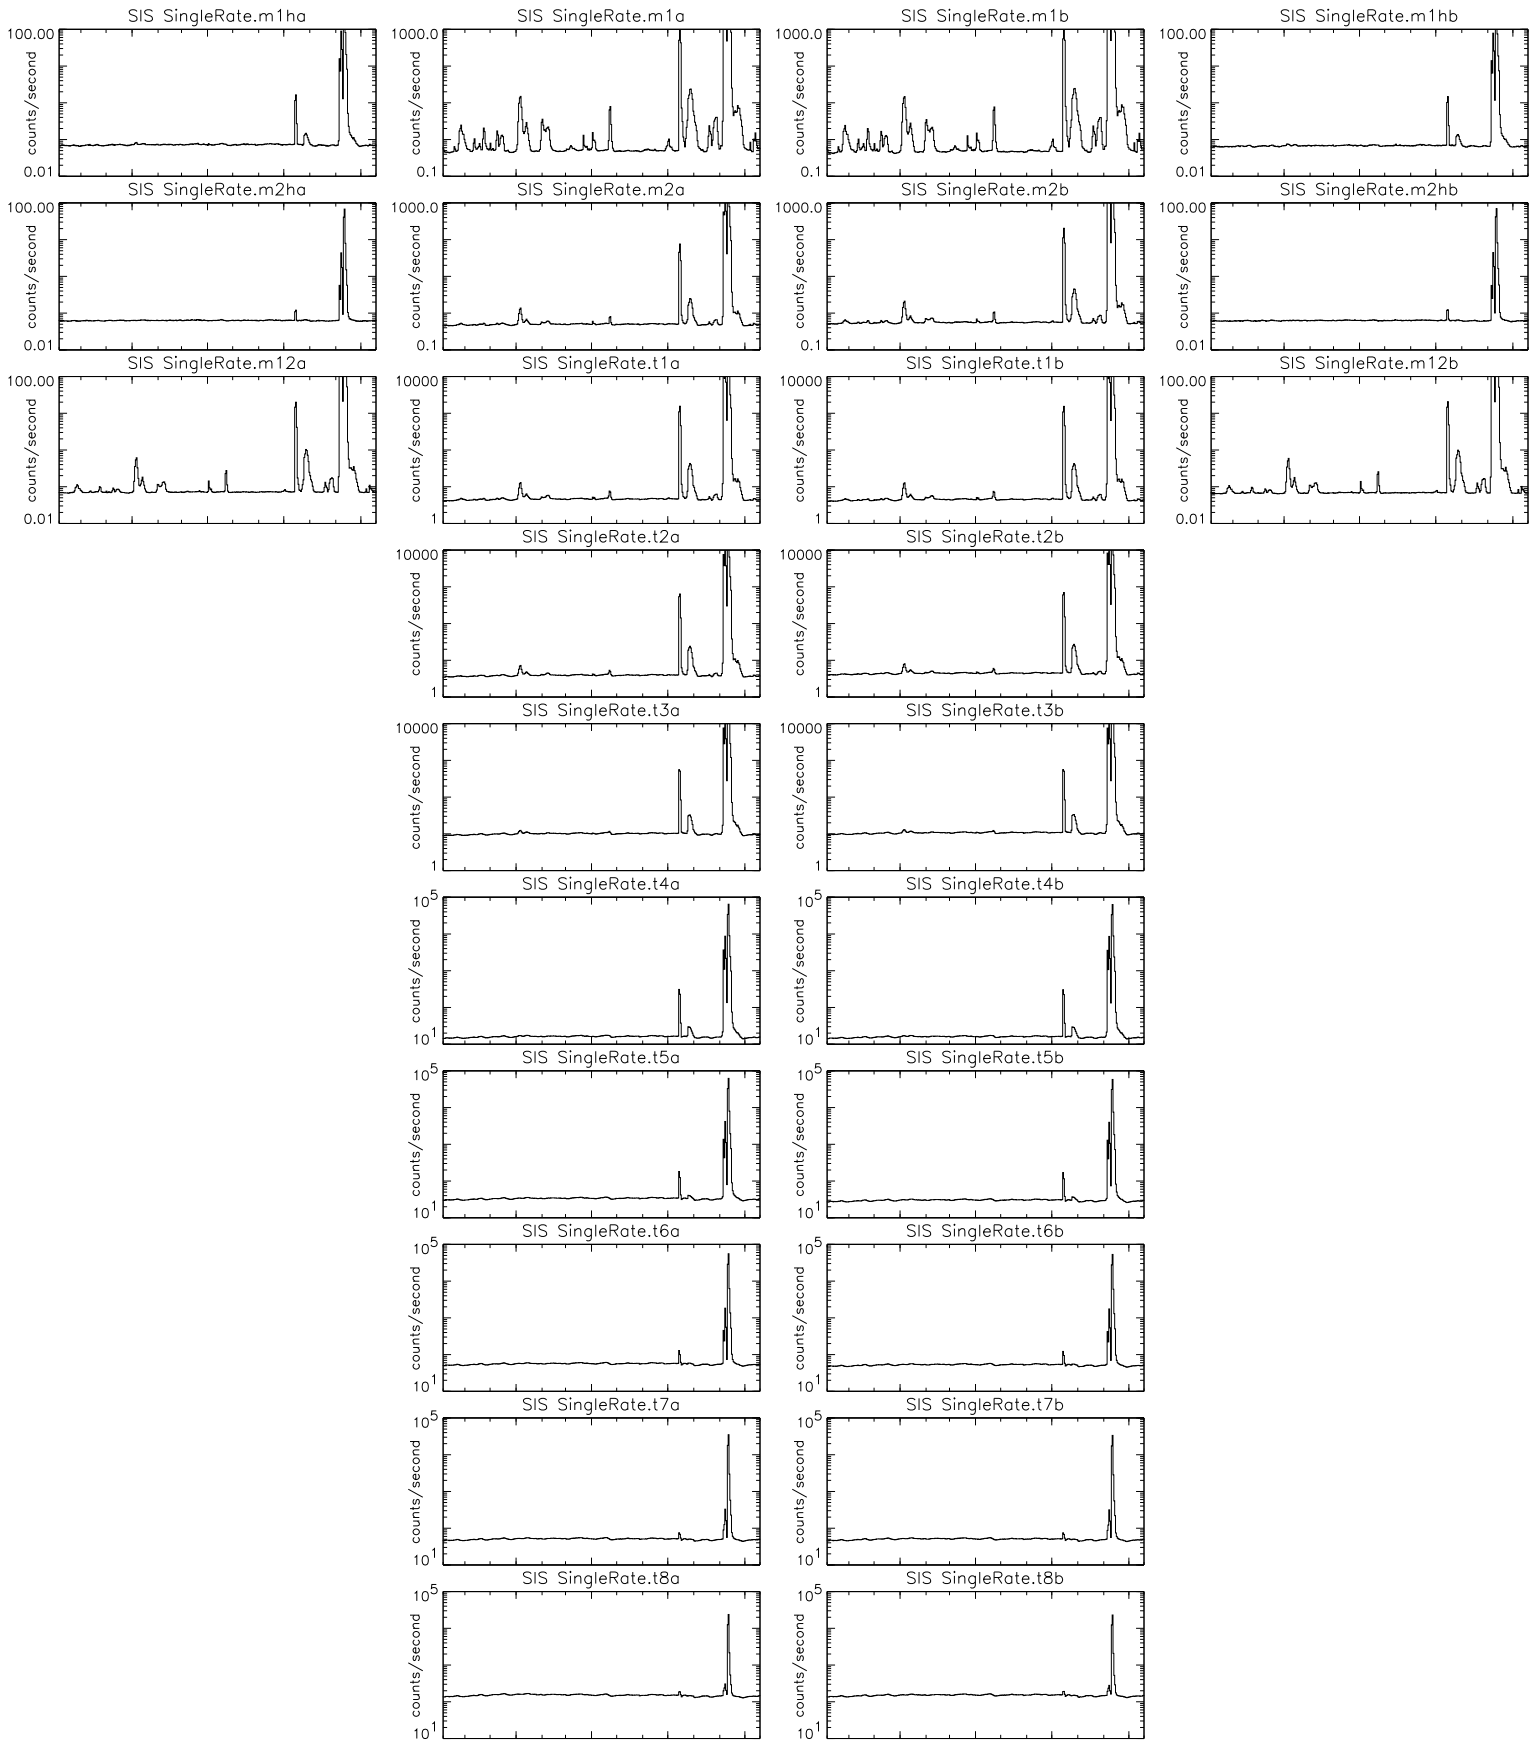 SIS SingleRate.m1ha
SIS SingleRate.m1a
SIS SingleRate.m1b
SIS SingleRate.m1hb
100.00
counts/second
0.01
1000.0
counts/second
0.1
1000.0
counts/second
0.1
100.00
counts/second
0.01
SIS SingleRate.m2ha
SIS SingleRate.m2a
SIS SingleRate.m2b
SIS SingleRate.m2hb
100.00
counts/second
0.01
1000.0
counts/second
0.1
1000.0
counts/second
0.1
100.00
counts/second
0.01
SIS SingleRate.m12a
SIS SingleRate.t1a
SIS SingleRate.t1b
SIS SingleRate.m12b
100.00
counts/second
0.01
10000
counts/second
1
10000
counts/second
1
100.00
counts/second
0.01
SIS SingleRate.t2a
SIS SingleRate.t2b
10000
counts/second
1
10000
counts/second
1
SIS SingleRate.t3a
SIS SingleRate.t3b
10000
counts/second
1
10000
counts/second
1
SIS SingleRate.t4a
SIS SingleRate.t4b
10⁵
counts/second
10¹
10⁵
counts/second
10¹
SIS SingleRate.t5a
SIS SingleRate.t5b
10⁵
counts/second
10¹
10⁵
counts/second
10¹
SIS SingleRate.t6a
SIS SingleRate.t6b
10⁵
counts/second
10¹
10⁵
counts/second
10¹
SIS SingleRate.t7a
SIS SingleRate.t7b
10⁵
counts/second
10¹
10⁵
counts/second
10¹
SIS SingleRate.t8a
SIS SingleRate.t8b
10⁵
counts/second
10¹
10⁵
counts/second
10¹